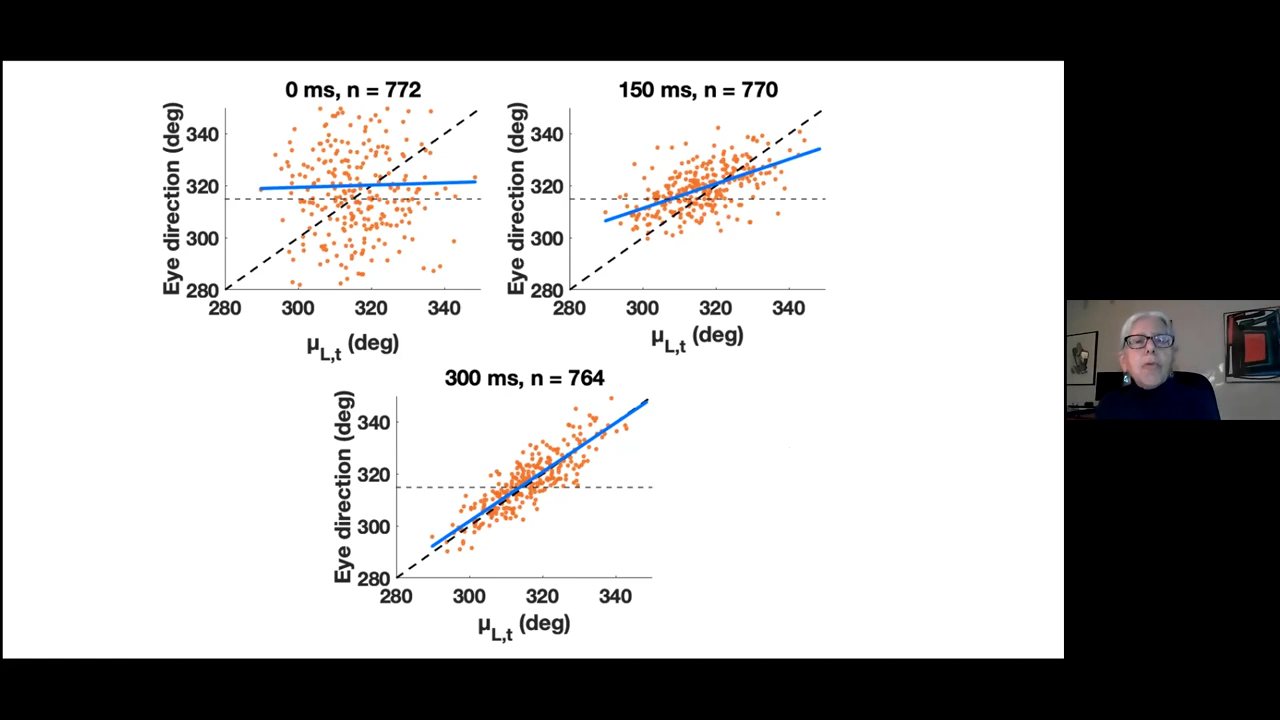 0 ms, n = 772
Eye direction (deg)
340
320
300
280
280 300 320 340
μL,t (deg)
150 ms, n = 770
Eye direction (deg)
340
320
300
280
280 300 320 340
μL,t (deg)
300 ms, n = 764
Eye direction (deg)
340
320
300
280
280 300 320 340
μL,t (deg)